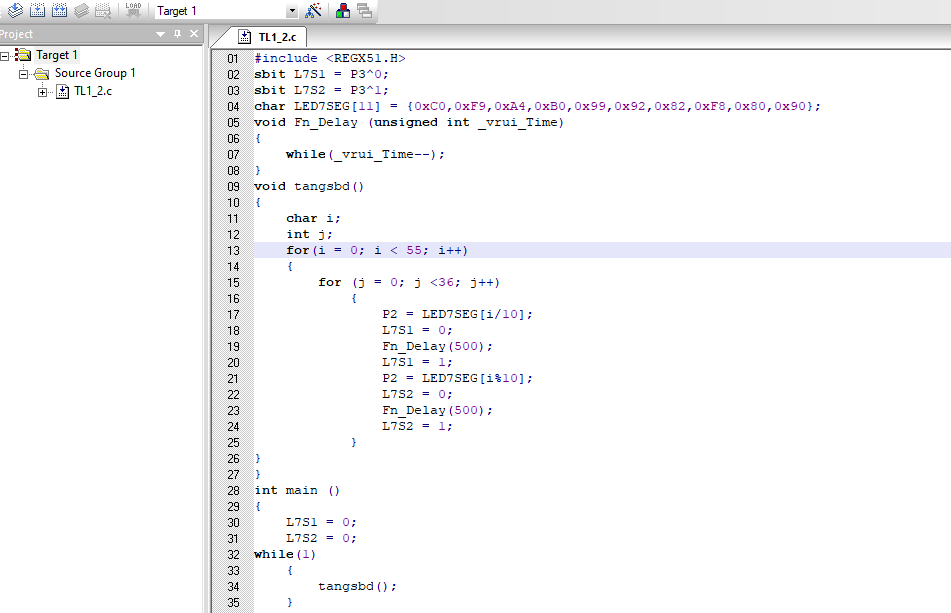 LOAD
Target 1
Project
TL1_2.c
Target 1
Source Group 1
TL1_2.c
01 #include <REGX51.H>
02 sbit L7S1 = P3^0;
03 sbit L7S2 = P3^1;
04 char LED7SEG[11] = {0xC0,0xF9,0xA4,0xB0,0x99,0x92,0x82,0xF8,0x80,0x90};
05 void Fn_Delay (unsigned int _vrui_Time)
06 {
07     while(_vrui_Time--);
08 }
09 void tangsbd()
10 {
11     char i;
12     int j;
13     for(i = 0; i < 55; i++)
14     {
15         for (j = 0; j <36; j++)
16             {
17                 P2 = LED7SEG[i/10];
18                 L7S1 = 0;
19                 Fn_Delay(500);
20                 L7S1 = 1;
21                 P2 = LED7SEG[i%10];
22                 L7S2 = 0;
23                 Fn_Delay(500);
24                 L7S2 = 1;
25             }
26 }
27 }
28 int main ()
29 {
30     L7S1 = 0;
31     L7S2 = 0;
32 while(1)
33     {
34         tangsbd();
35     }